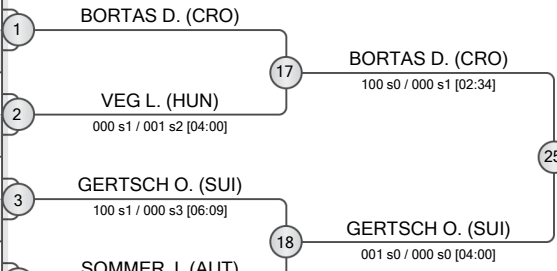 BORTAS D. (CRO)
1
17
BORTAS D. (CRO)
100 s0 / 000 s1 [02:34]
VEG L. (HUN)
2
000 s1 / 001 s2 [04:00]
25
GERTSCH O. (SUI)
3
100 s1 / 000 s3 [06:09]
18
GERTSCH O. (SUI)
001 s0 / 000 s0 [04:00]
SOMMER J. (AUT)